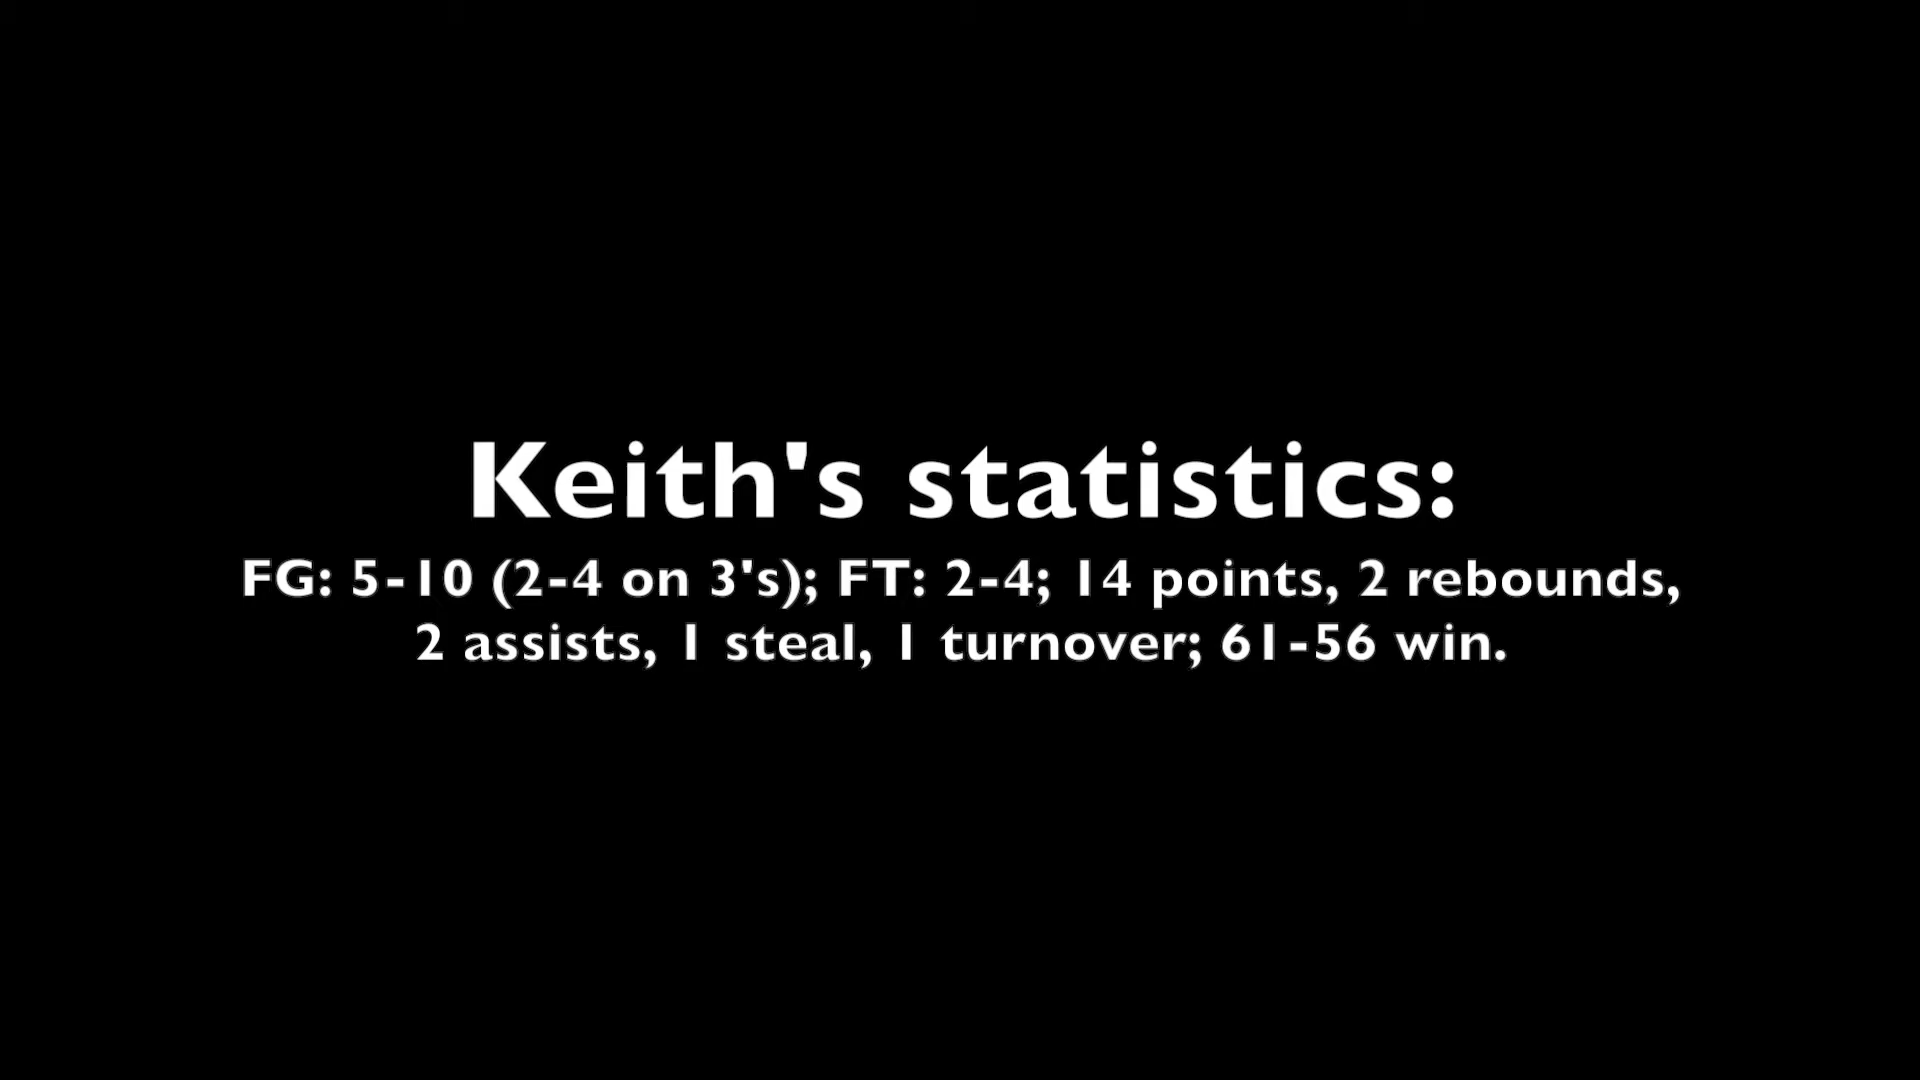 Keith's statistics:
FG: 5-10 (2-4 on 3's); FT: 2-4; 14 points, 2 rebounds,
2 assists, 1 steal, 1 turnover; 61-56 win.